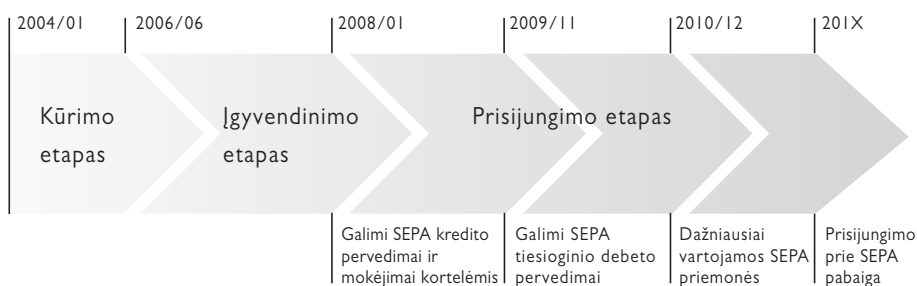 2004/01 2006/06 2008/01 2009/11 2010/12 201X
Kūrimo
etapas
Įgyvendinimo
etapas
Prisijungimo etapas
Galimi SEPA kredito
pervedimai ir
mokėjimai kortelėmis
Galimi SEPA
tiesioginio debeto
pervedimai
Dažniausiai
vartojamos SEPA
priemonės
Prisijungimo
prie SEPA
pabaiga